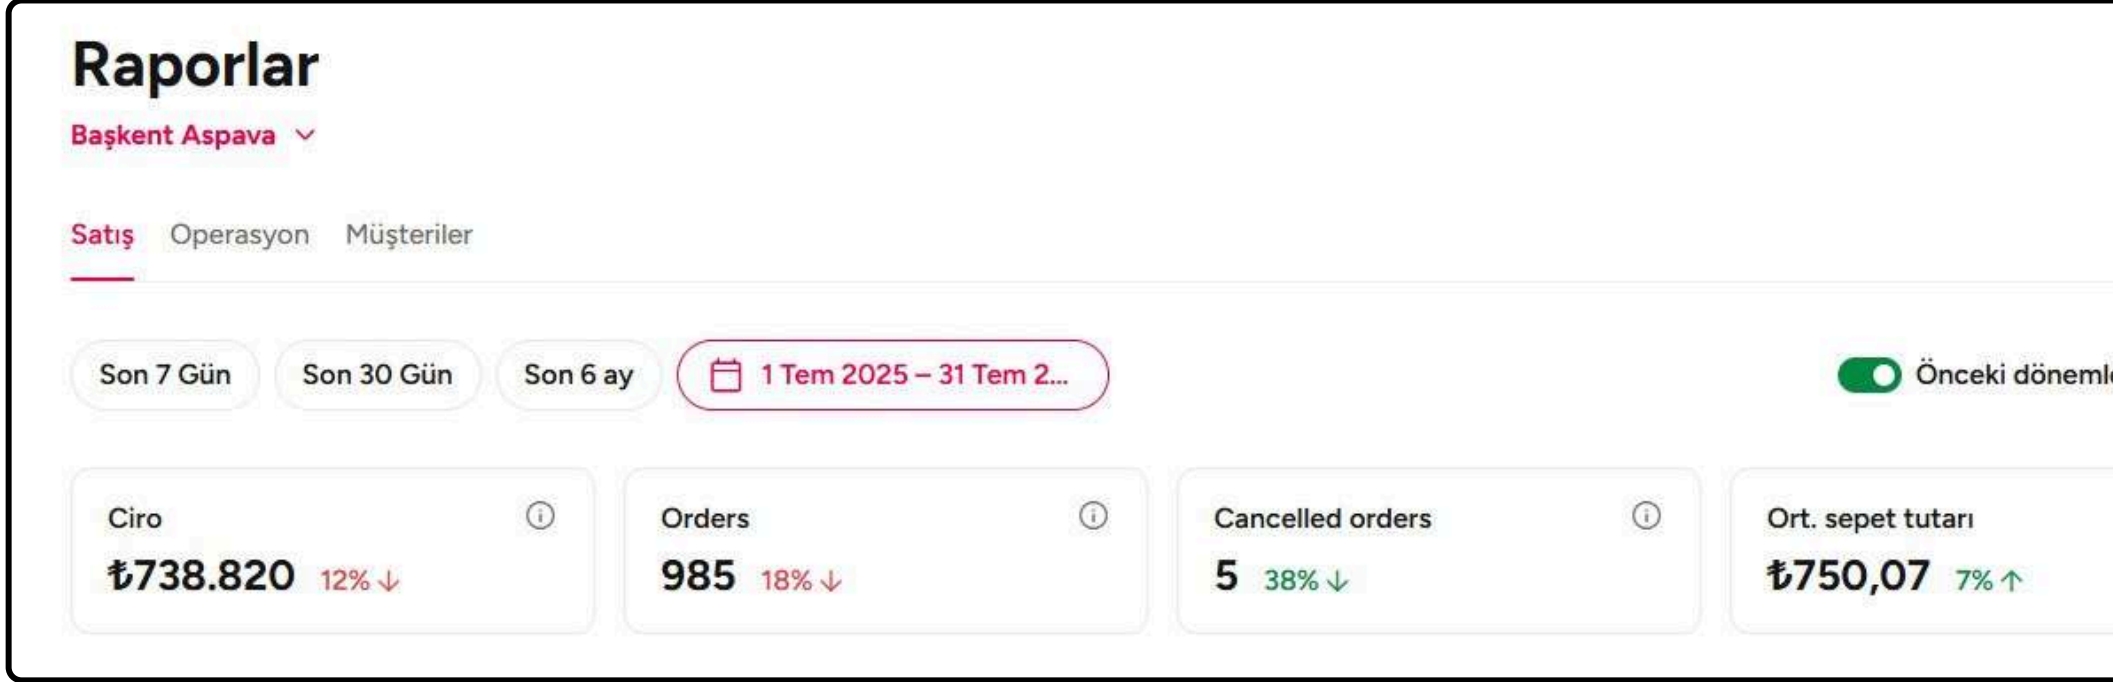 Raporlar
Başkent Aspava
Satış Operasyon Müşteriler
Son 7 Gün Son 30 Gün Son 6 ay 1 Tem 2025 – 31 Tem 2... Önceki dönemle
Ciro Orders Cancelled orders Ort. sepet tutarı
₺738.820 12% ↓ 985 18% ↓ 5 38% ↓ ₺750,07 7% ↑